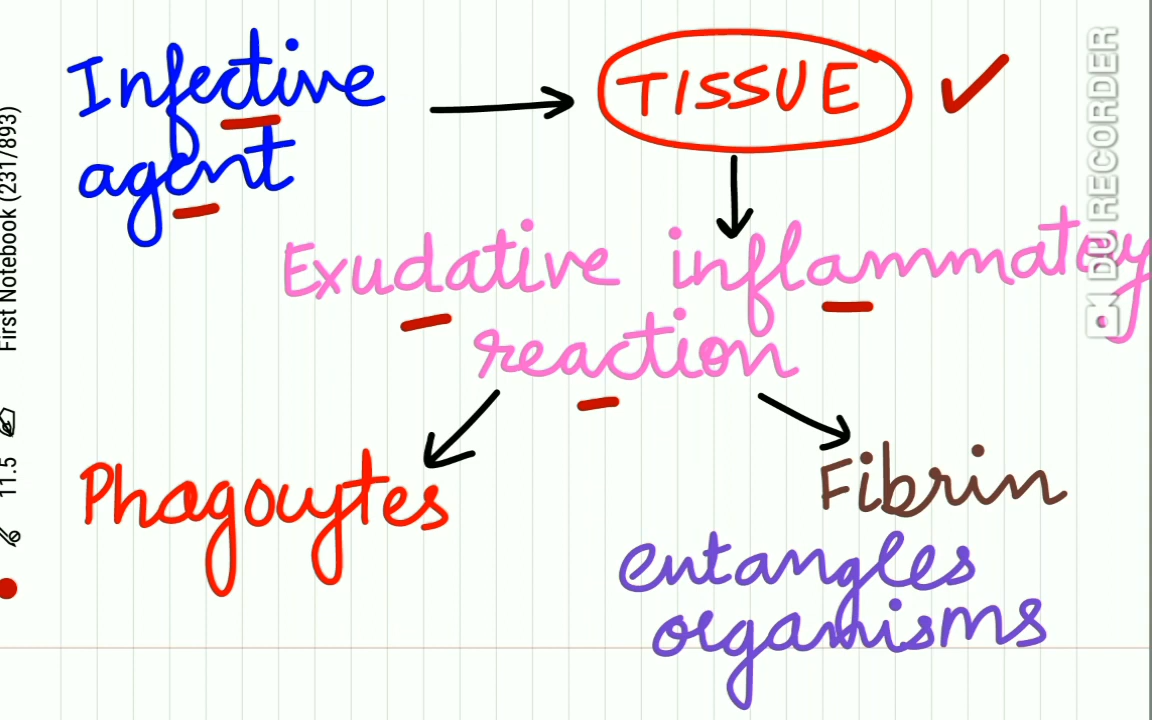 Infective
agent
TISSUE
Exudative inflammatory
reaction
Phagocytes
Fibrin
entangles
organisms
DU RECORDER
First Notebook (231/893)
11.5